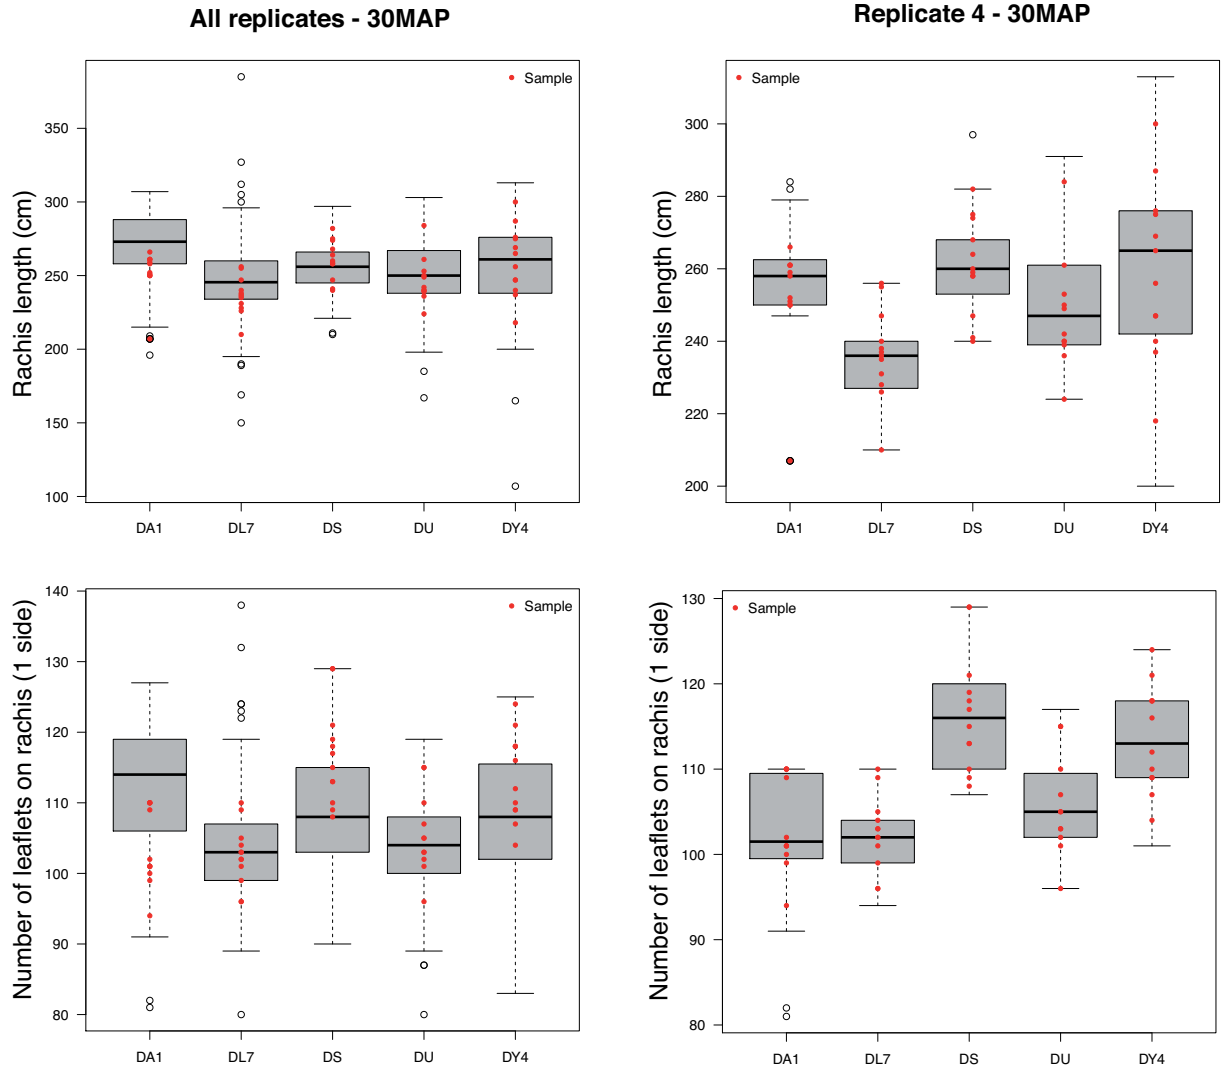 All replicates - 30MAP
Replicate 4 - 30MAP
Rachis length (cm)
350
300
250
200
150
100
Sample
DA1 DL7 DS DU DY4
Rachis length (cm)
300
280
260
240
220
200
Sample
DA1 DL7 DS DU DY4
Number of leaflets on rachis (1 side)
140
130
120
110
100
90
80
Sample
DA1 DL7 DS DU DY4
Number of leaflets on rachis (1 side)
130
120
110
100
90
80
Sample
DA1 DL7 DS DU DY4